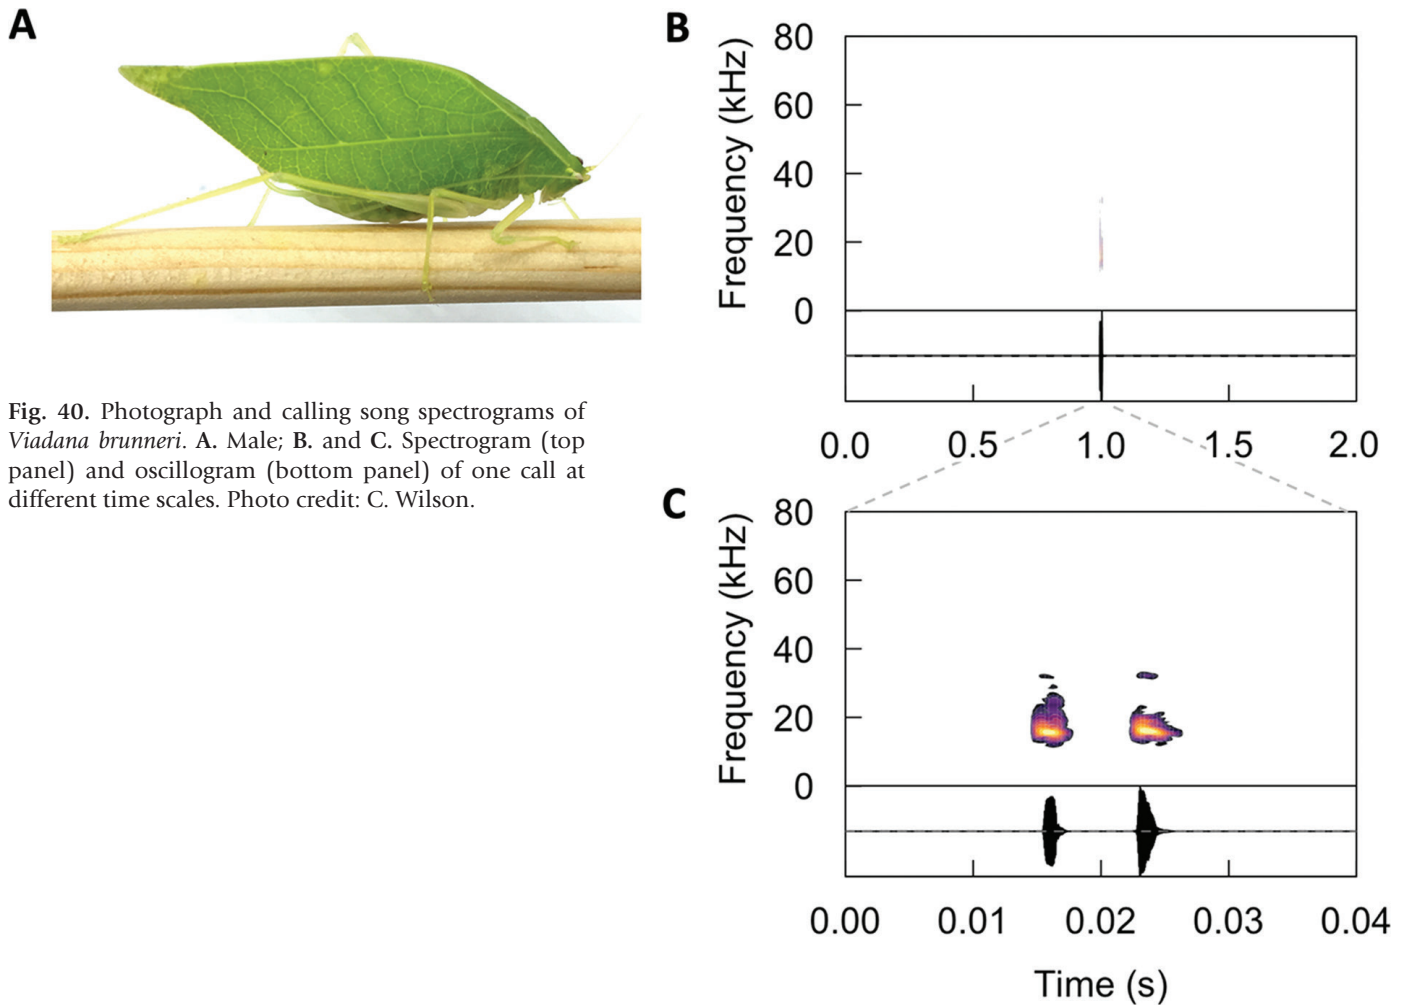 A
Fig. 40. Photograph and calling song spectrograms of
Viadana brunneri. A. Male; B. and C. Spectrogram (top
panel) and oscillogram (bottom panel) of one call at
different time scales. Photo credit: C. Wilson.
B
Frequency (kHz)
80
60
40
20
0
0.0 0.5 1.0 1.5 2.0
C
Frequency (kHz)
80
60
40
20
0
0.00 0.01 0.02 0.03 0.04
Time (s)